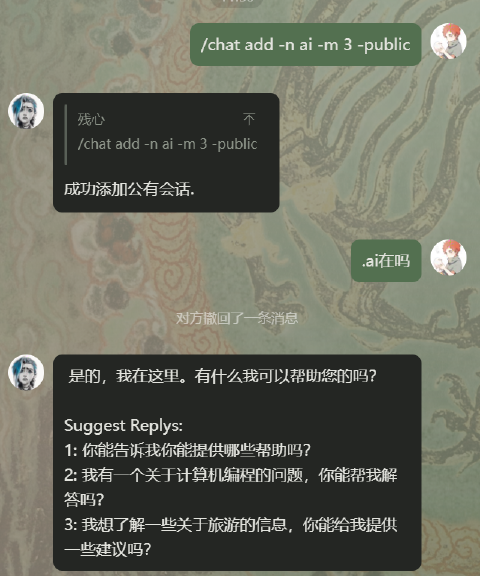 /chat add -n ai -m 3 -public
残心
/chat add -n ai -m 3 -public
成功添加公有会话.
.ai在吗
对方撤回了一条消息
是的，我在这里。有什么我可以帮助您的吗？
Suggest Replys:
1: 你能告诉我你能提供哪些帮助吗？
2: 我有一个关于计算机编程的问题，你能帮我解
答吗？
3: 我想了解一些关于旅游的信息，你能给我提供
一些建议吗？